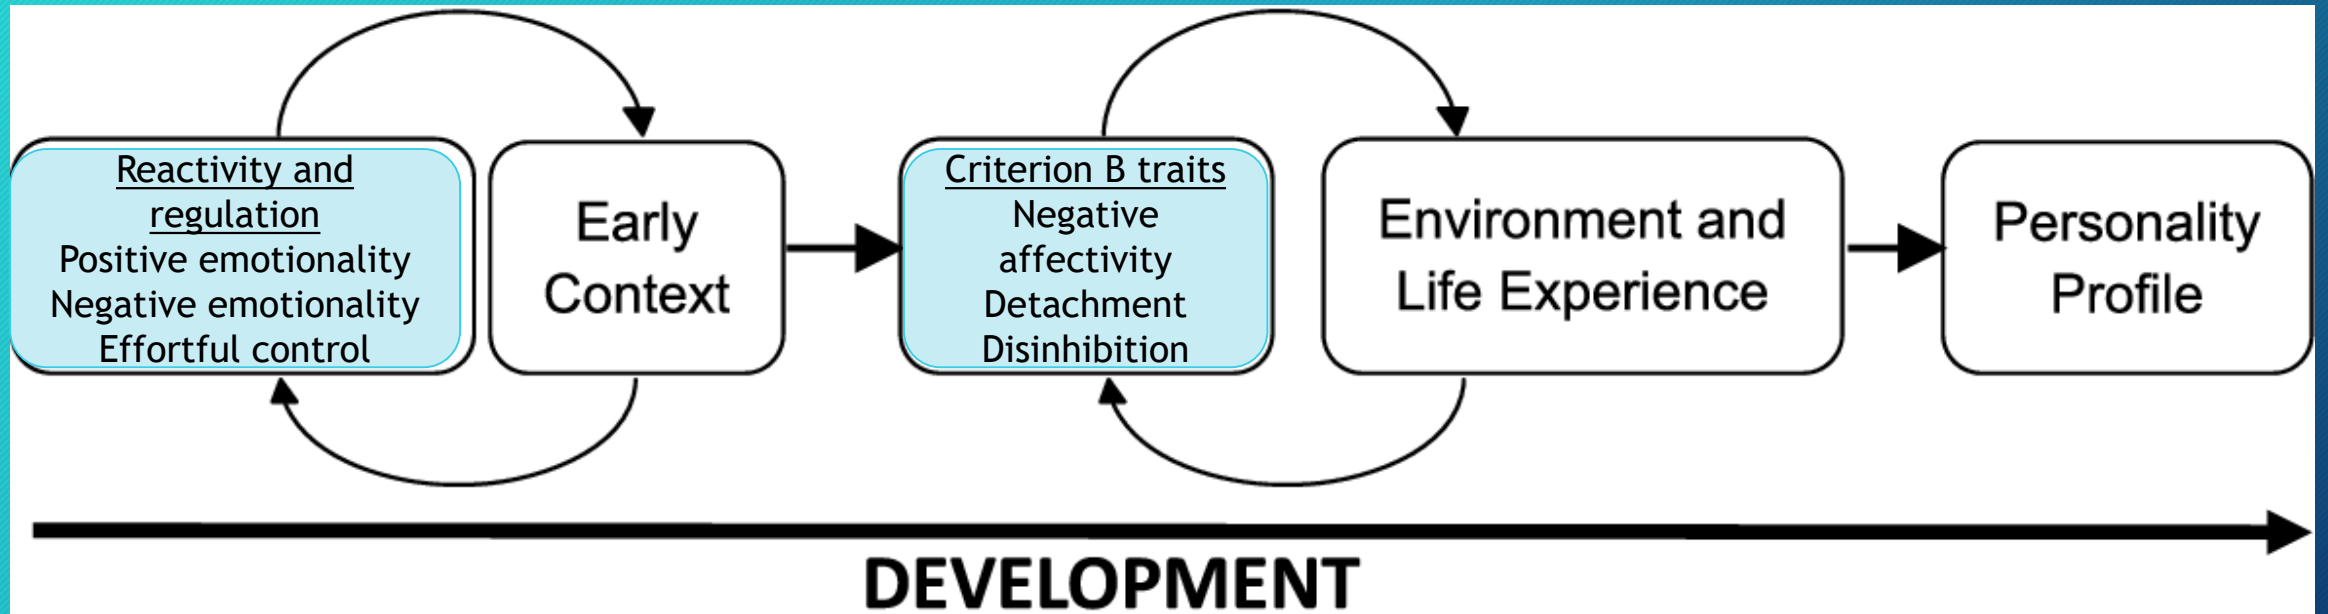 Reactivity and
regulation
Positive emotionality
Negative emotionality
Effortful control
Early
Context
Criterion B traits
Negative
affectivity
Detachment
Disinhibition
Environment and
Life Experience
Personality
Profile
DEVELOPMENT